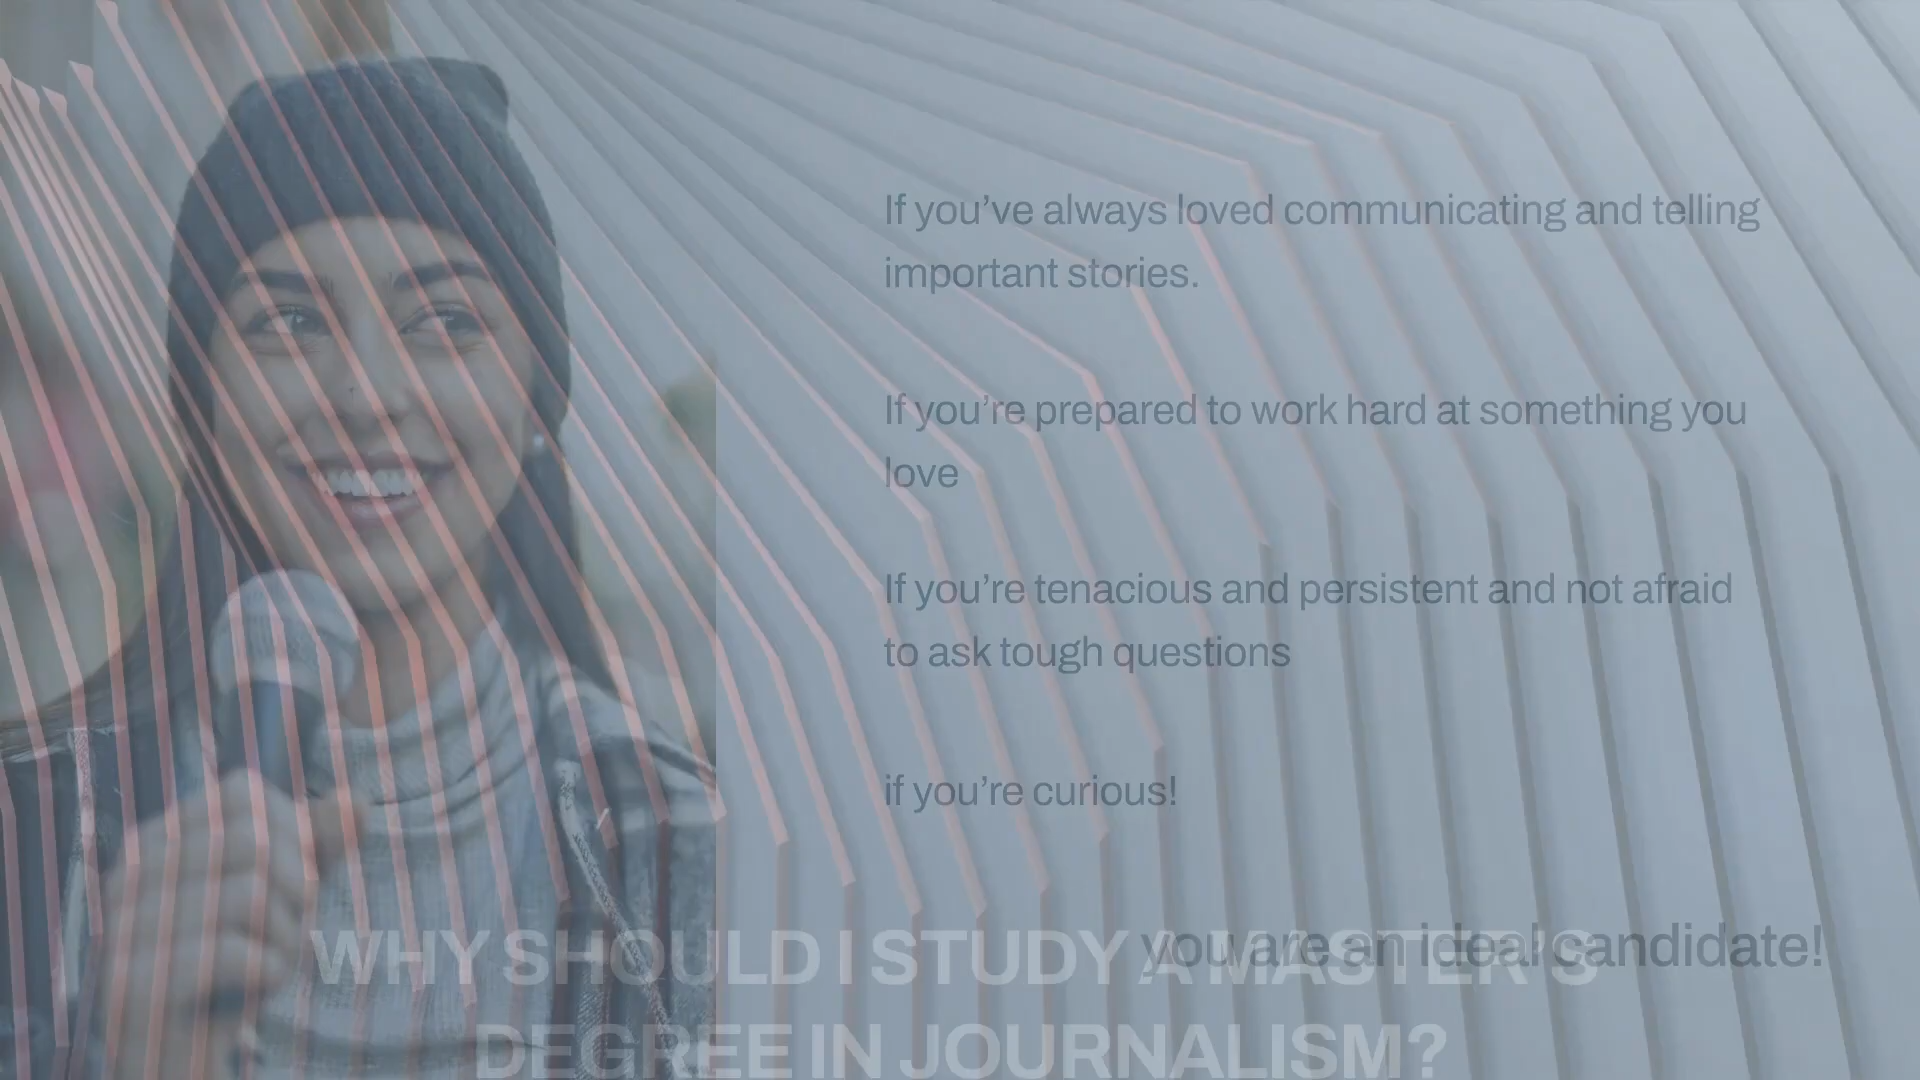 If you’ve always loved communicating and telling
important stories.
If you’re prepared to work hard at something you
love
If you’re tenacious and persistent and not afraid
to ask tough questions
if you’re curious!
you are an ideal candidate!
WHY SHOULD I STUDY A MASTER’S
DEGREE IN JOURNALISM?